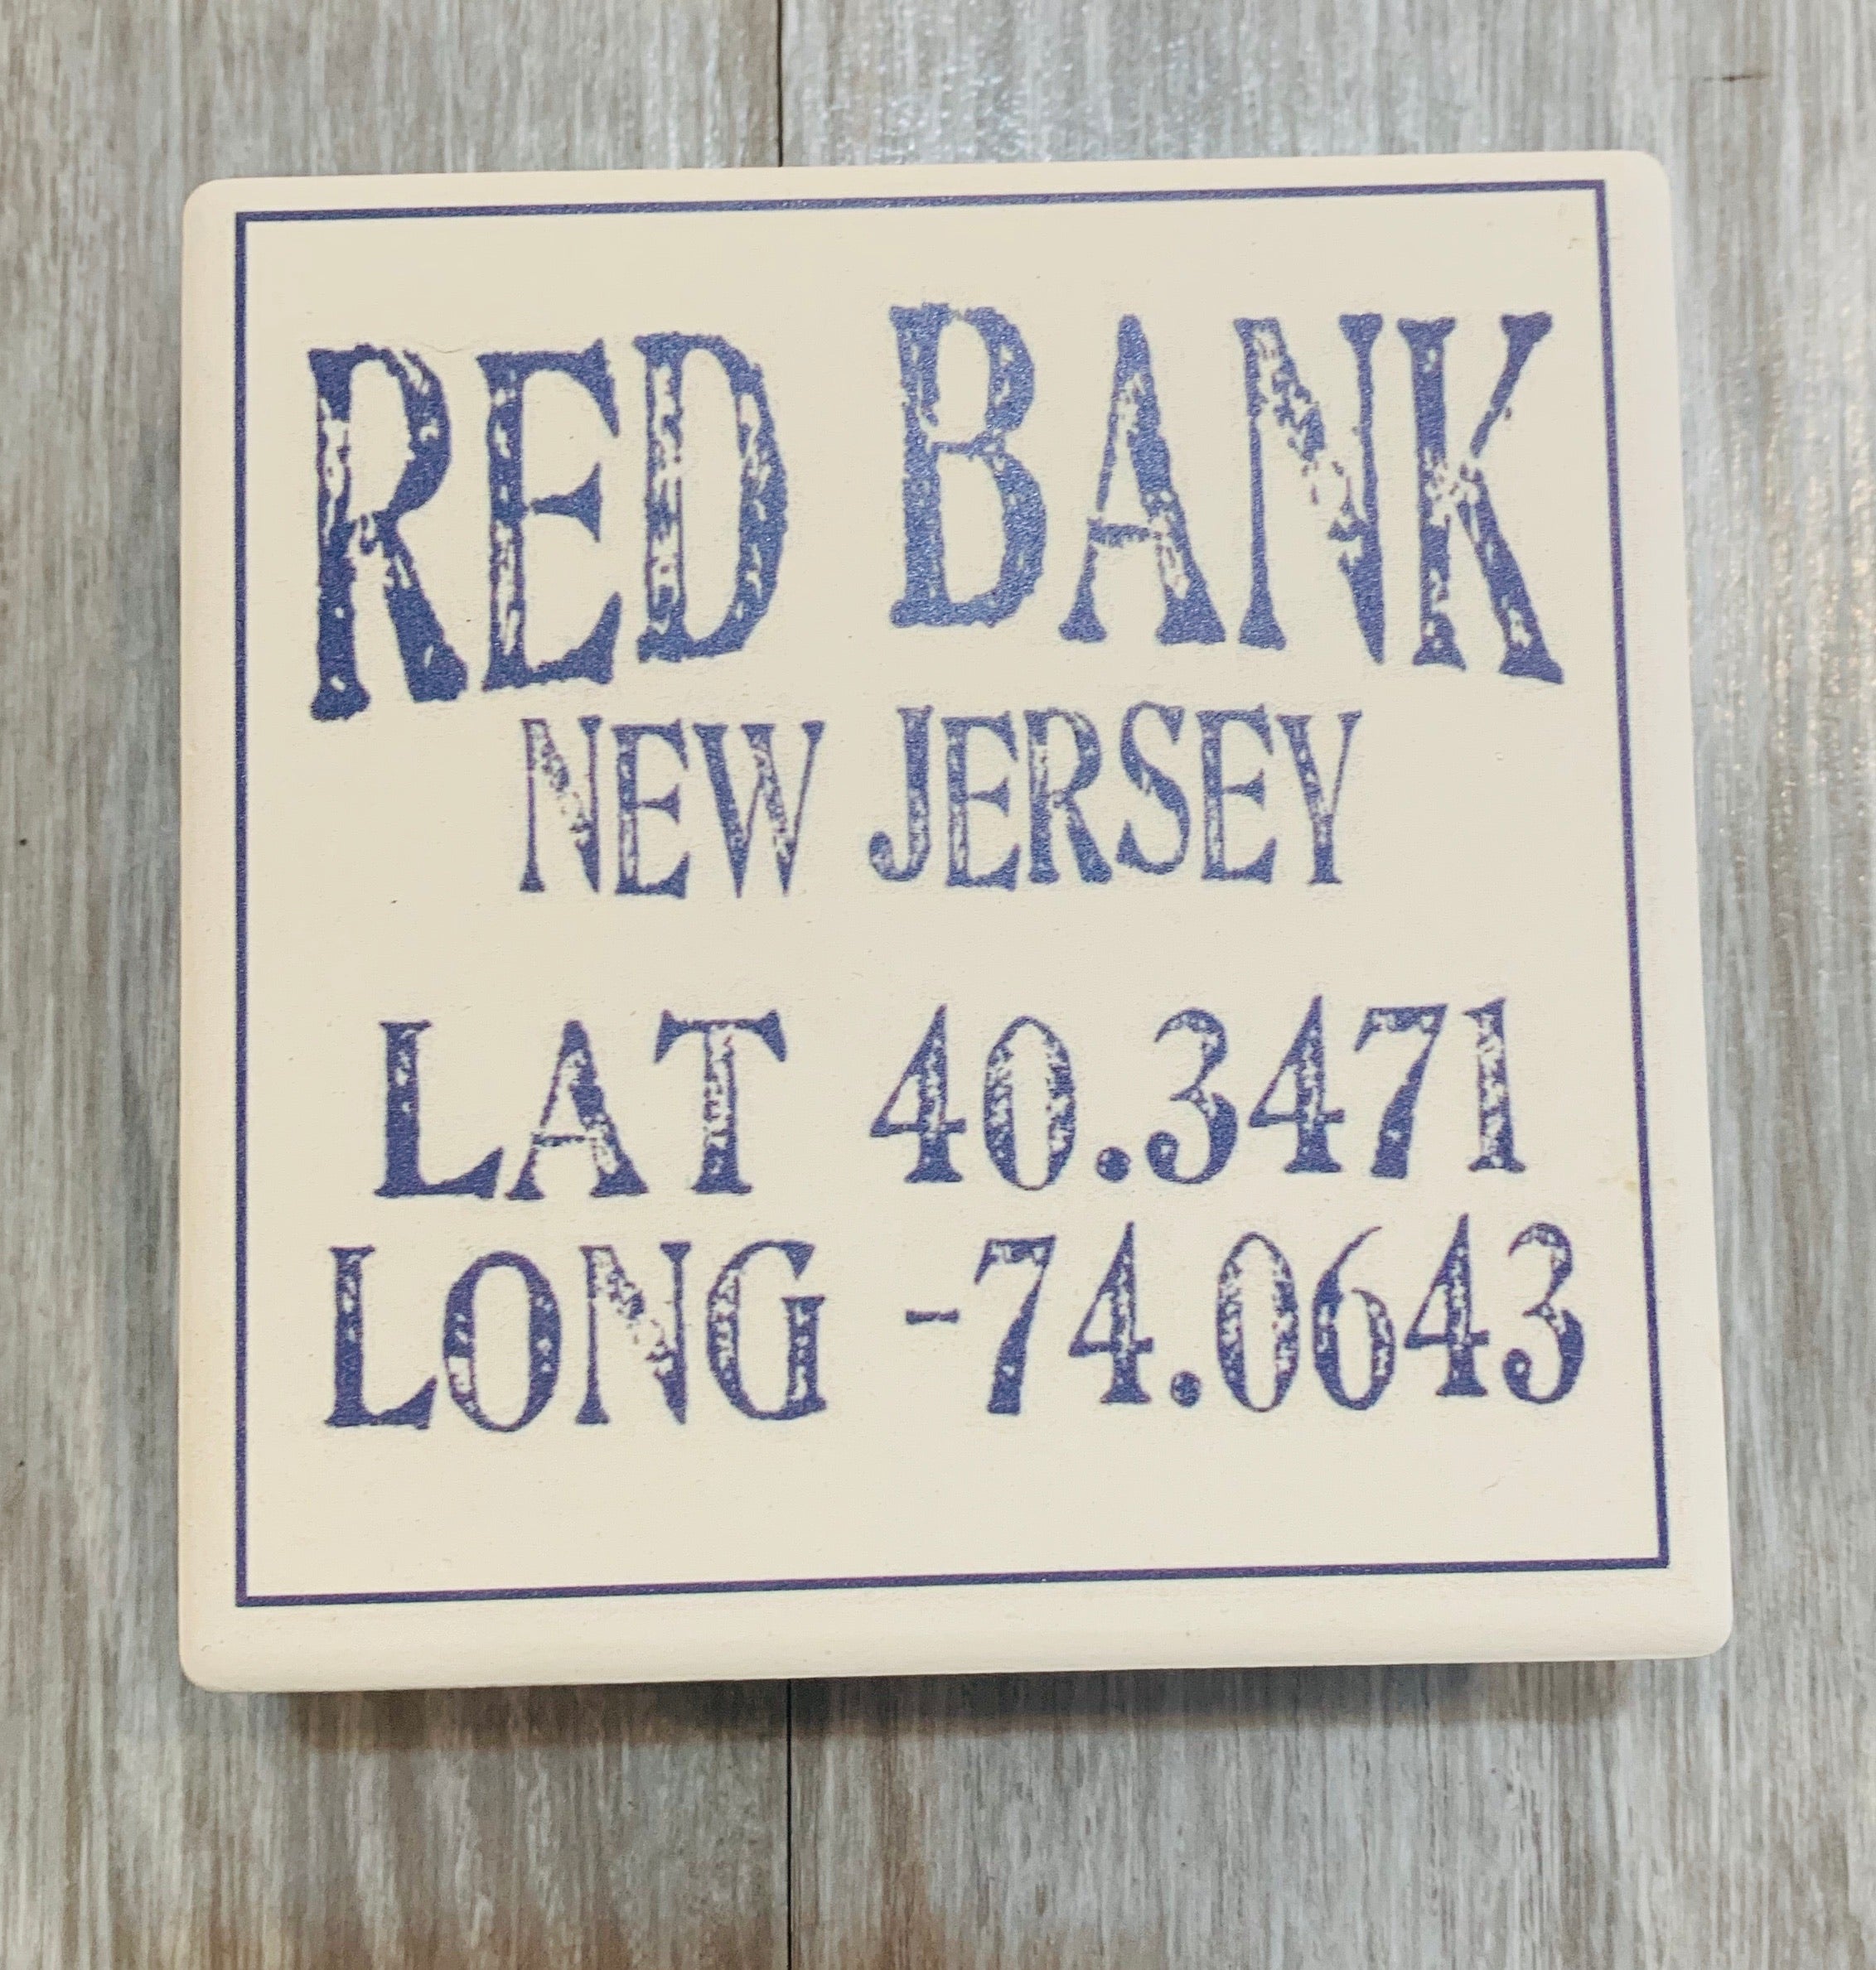 RED BANK
NEW JERSEY
LAT 40.3471
LONG -74.0643